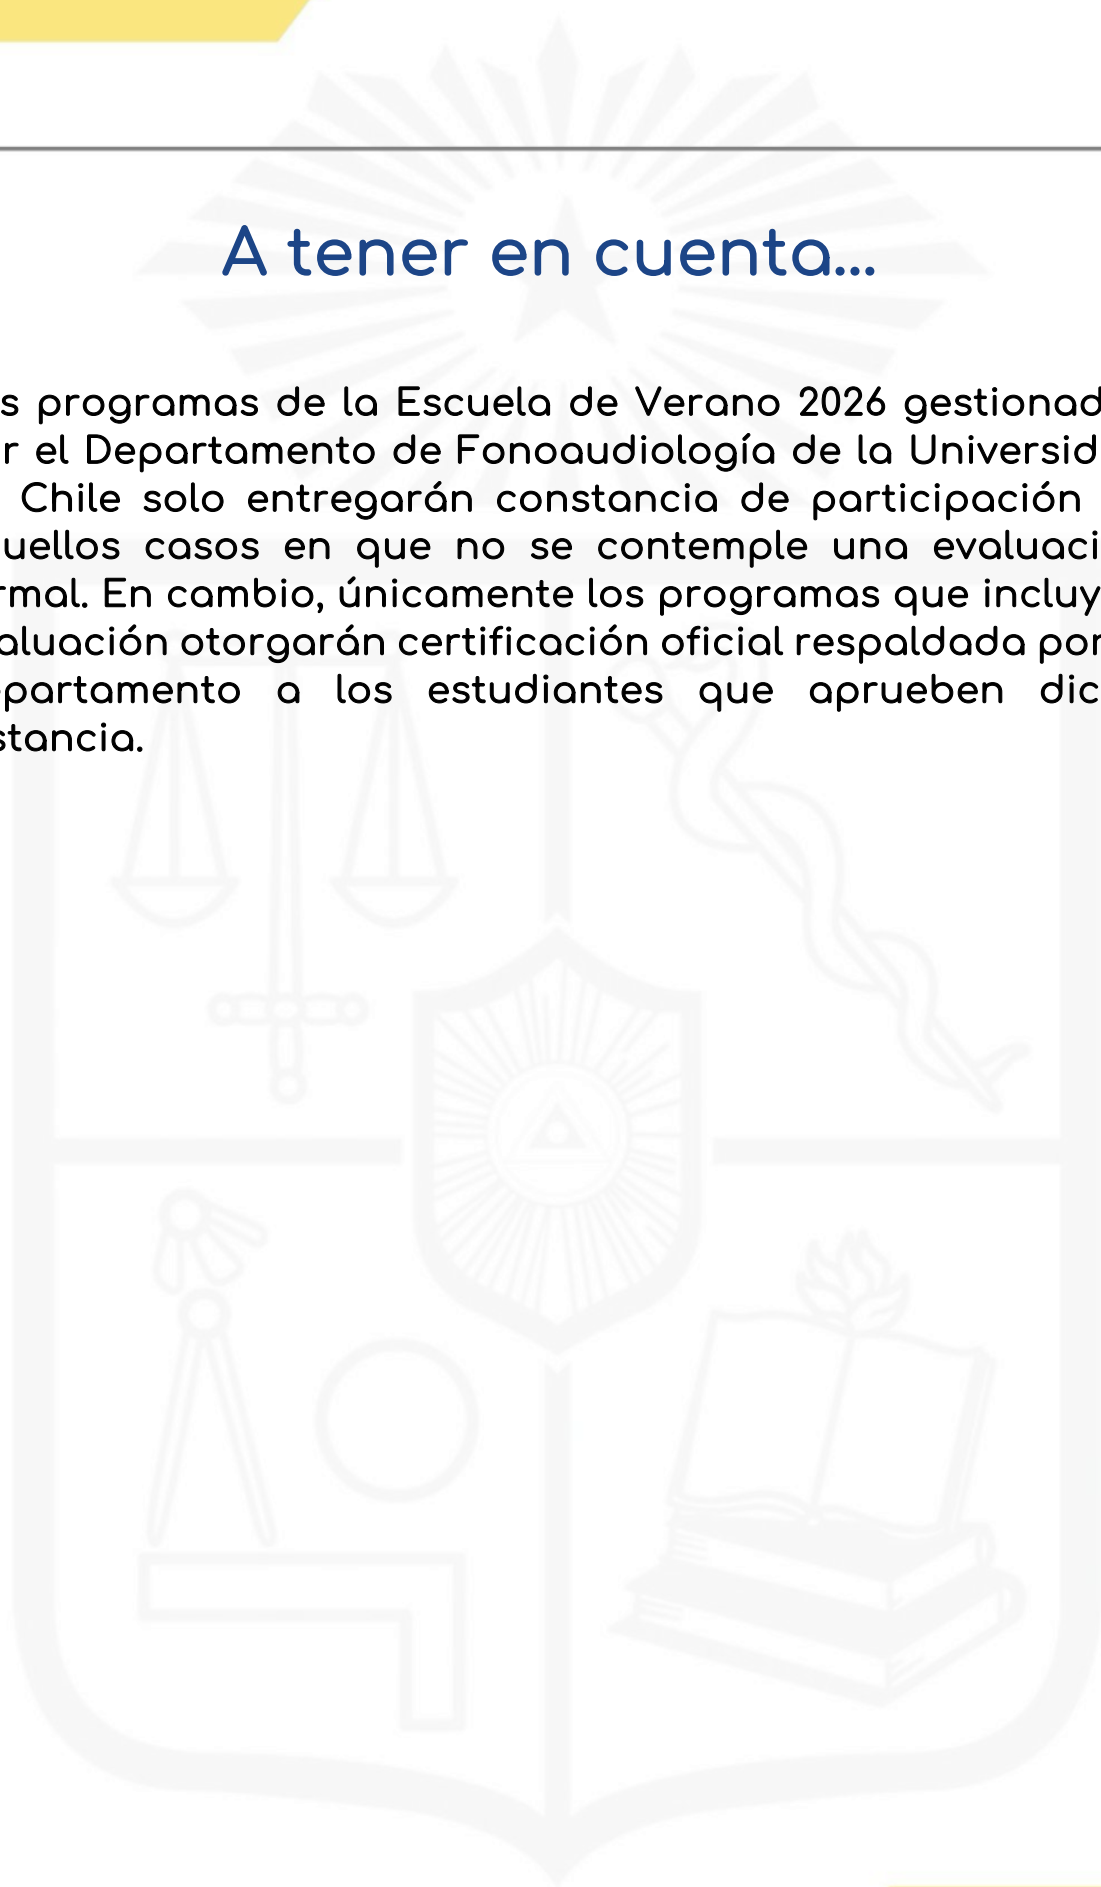 A tener en cuenta...
s programas de la Escuela de Verano 2026 gestionad
r el Departamento de Fonoaudiología de la Universid
Chile solo entregarán constancia de participación
uellos casos en que no se contemple una evaluaci
rmal. En cambio, únicamente los programas que incluy
aluación otorgarán certificación oficial respaldada por
partamento a los estudiantes que aprueben dic
stancia.